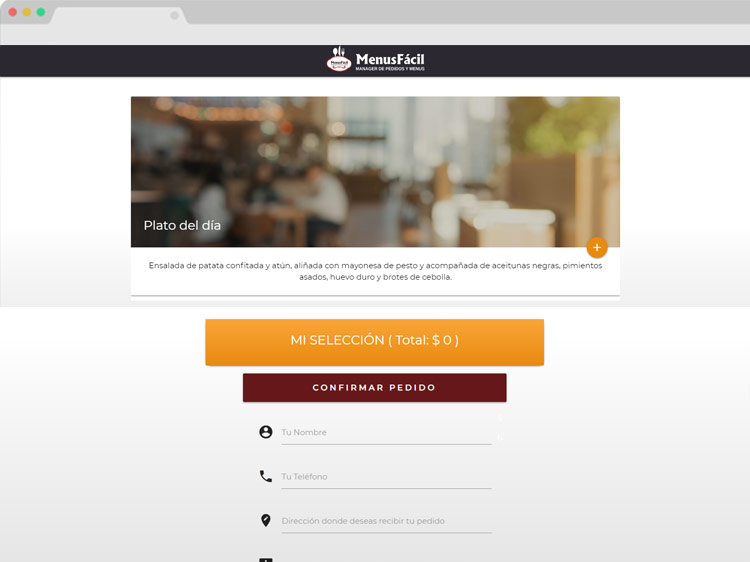 MenusFácil
MANAGER DE PEDIDOS Y MENUS
Plato del día
+
Ensalada de patata confitada y atún, aliñada con mayonesa de pesto y acompañada de aceitunas negras, pimientos
asados, huevo duro y brotes de cebolla.
MI SELECCIÓN ( Total: $ 0 )
CONFIRMAR PEDIDO
Tu Nombre
Tu Teléfono
Dirección donde deseas recibir tu pedido